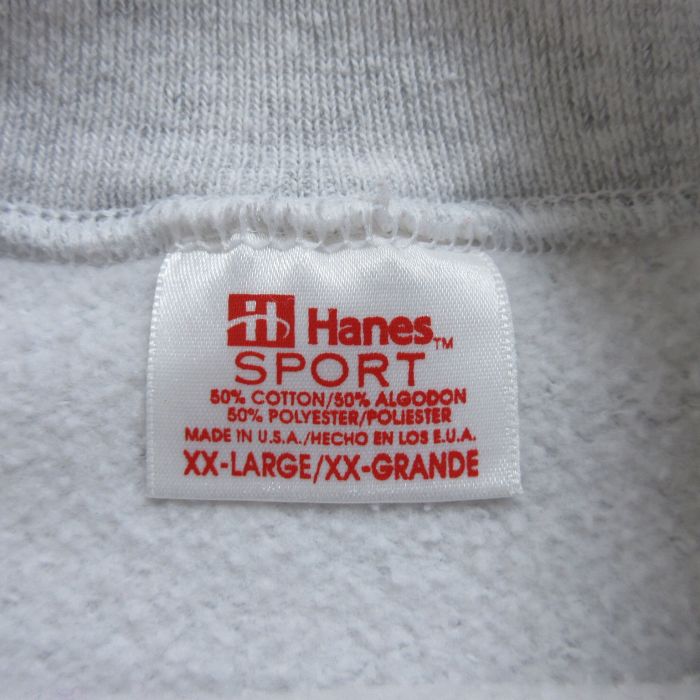 Hanes™
SPORT
50% COTTON/50% ALGODON
50% POLYESTER/POLIESTER
MADE IN U.S.A./HECHO EN LOS E.U.A.
XX-LARGE/XX-GRANDE